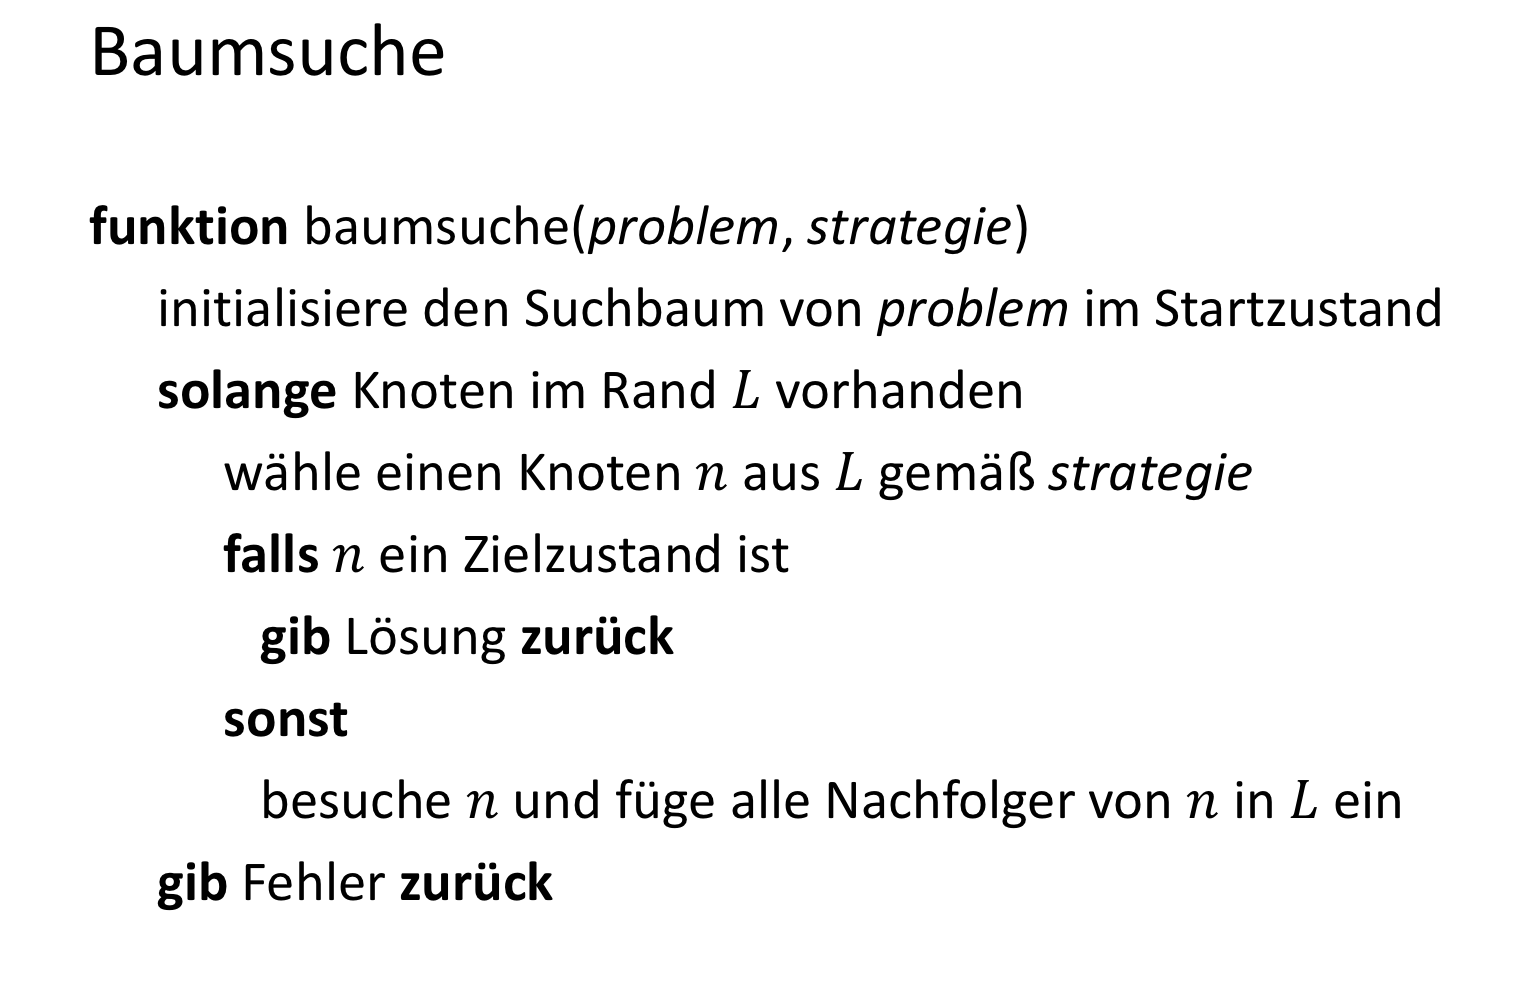 Baumsuche
funktion baumsuche(problem, strategie)
initialisiere den Suchbaum von problem im Startzustand
solange Knoten im Rand L vorhanden
wähle einen Knoten n aus L gemäß strategie
falls n ein Zielzustand ist
gib Lösung zurück
sonst
besuche n und füge alle Nachfolger von n in L ein
gib Fehler zurück